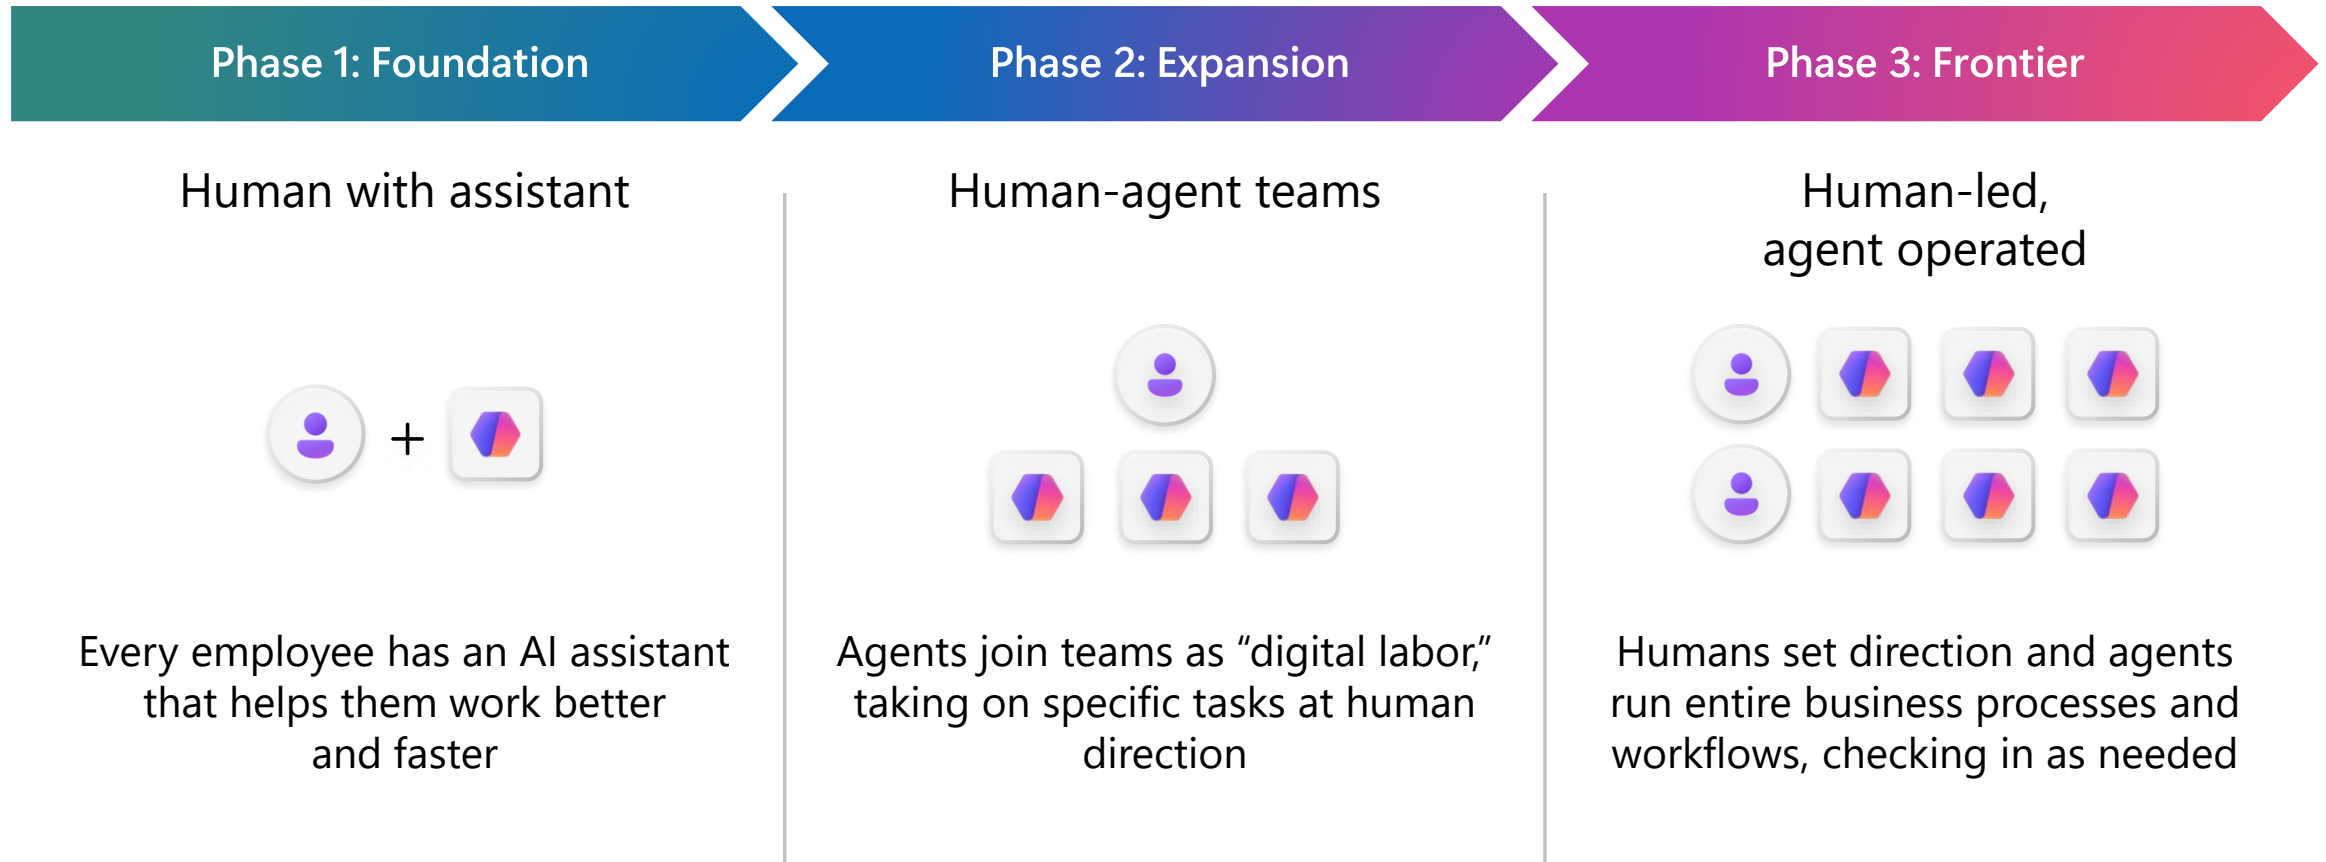 Phase 1: Foundation
Phase 2: Expansion
Phase 3: Frontier
Human with assistant
+
Every employee has an AI assistant
that helps them work better
and faster
Human-agent teams
Agents join teams as “digital labor,”
taking on specific tasks at human
direction
Human-led,
agent operated
Humans set direction and agents
run entire business processes and
workflows, checking in as needed